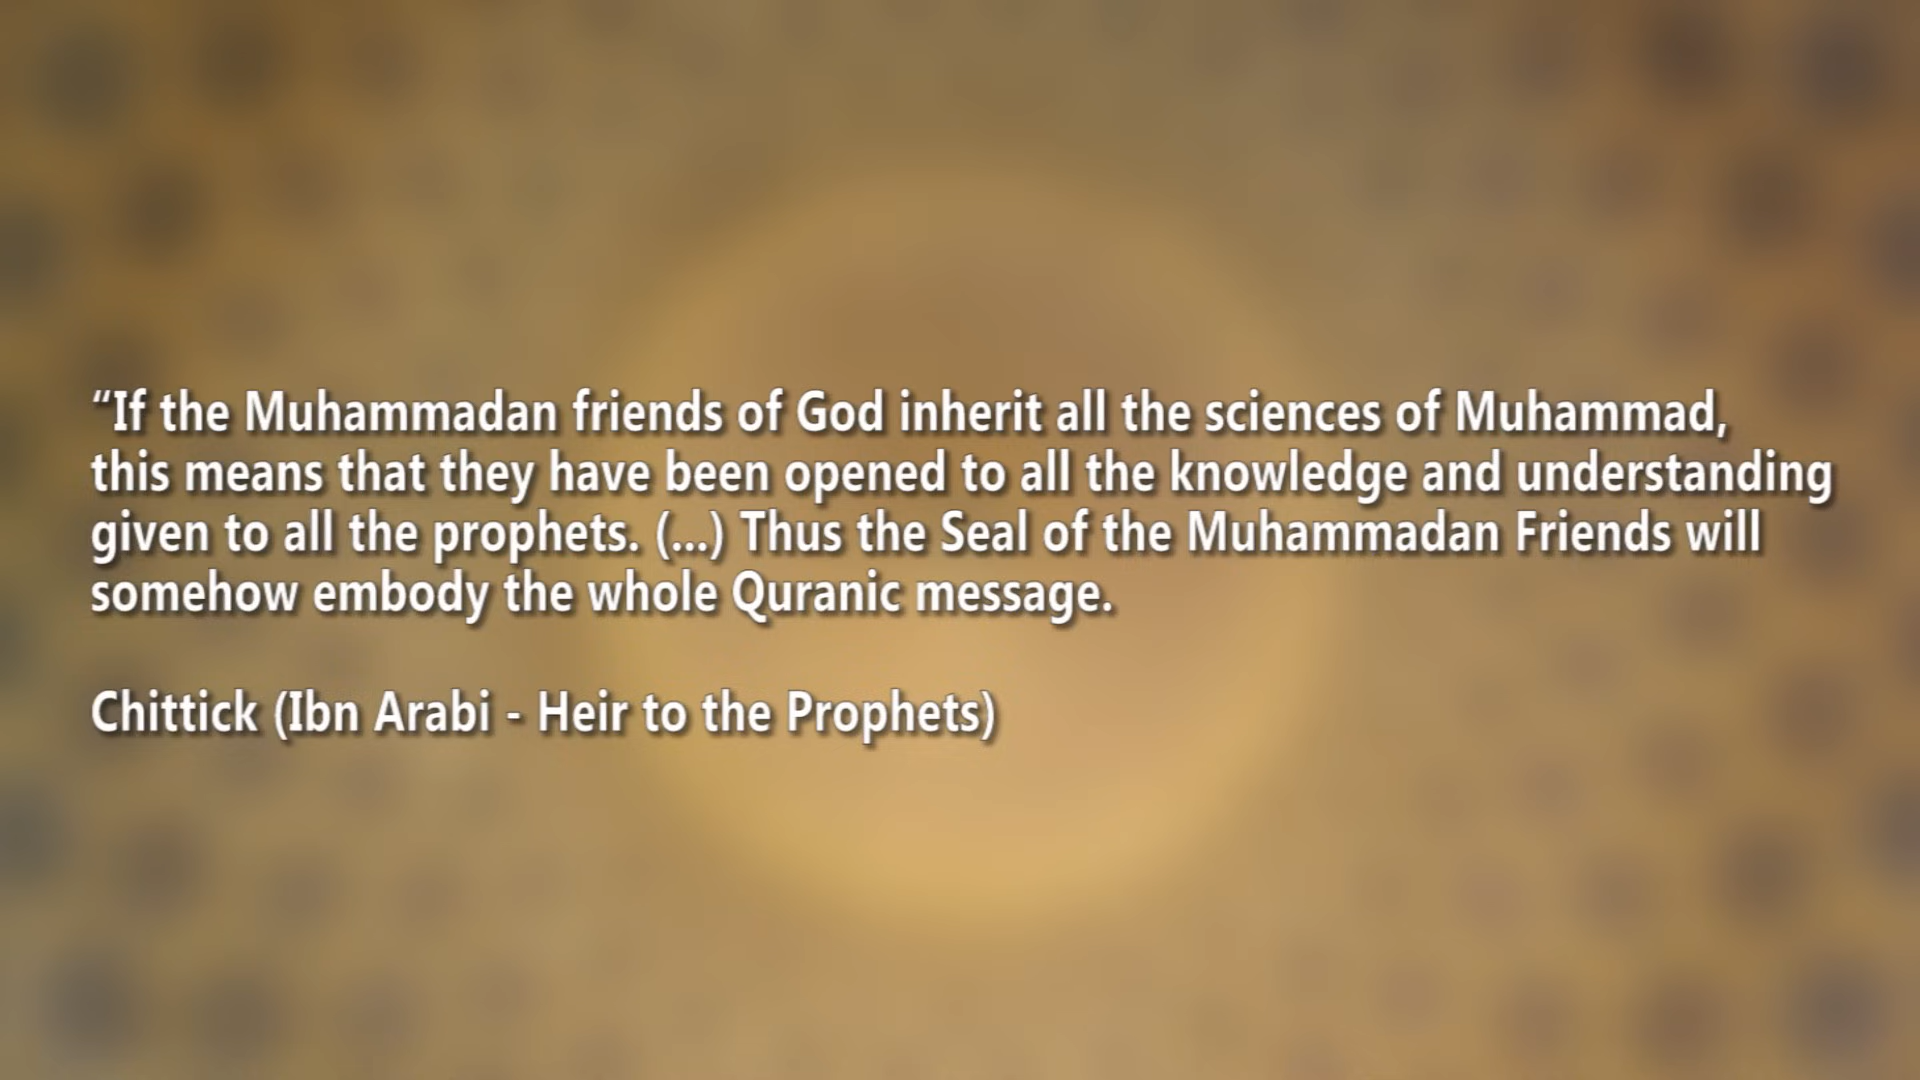 “If the Muhammadan friends of God inherit all the sciences of Muhammad,
this means that they have been opened to all the knowledge and understanding
given to all the prophets. (...) Thus the Seal of the Muhammadan Friends will
somehow embody the whole Quranic message.
Chittick (Ibn Arabi - Heir to the Prophets)